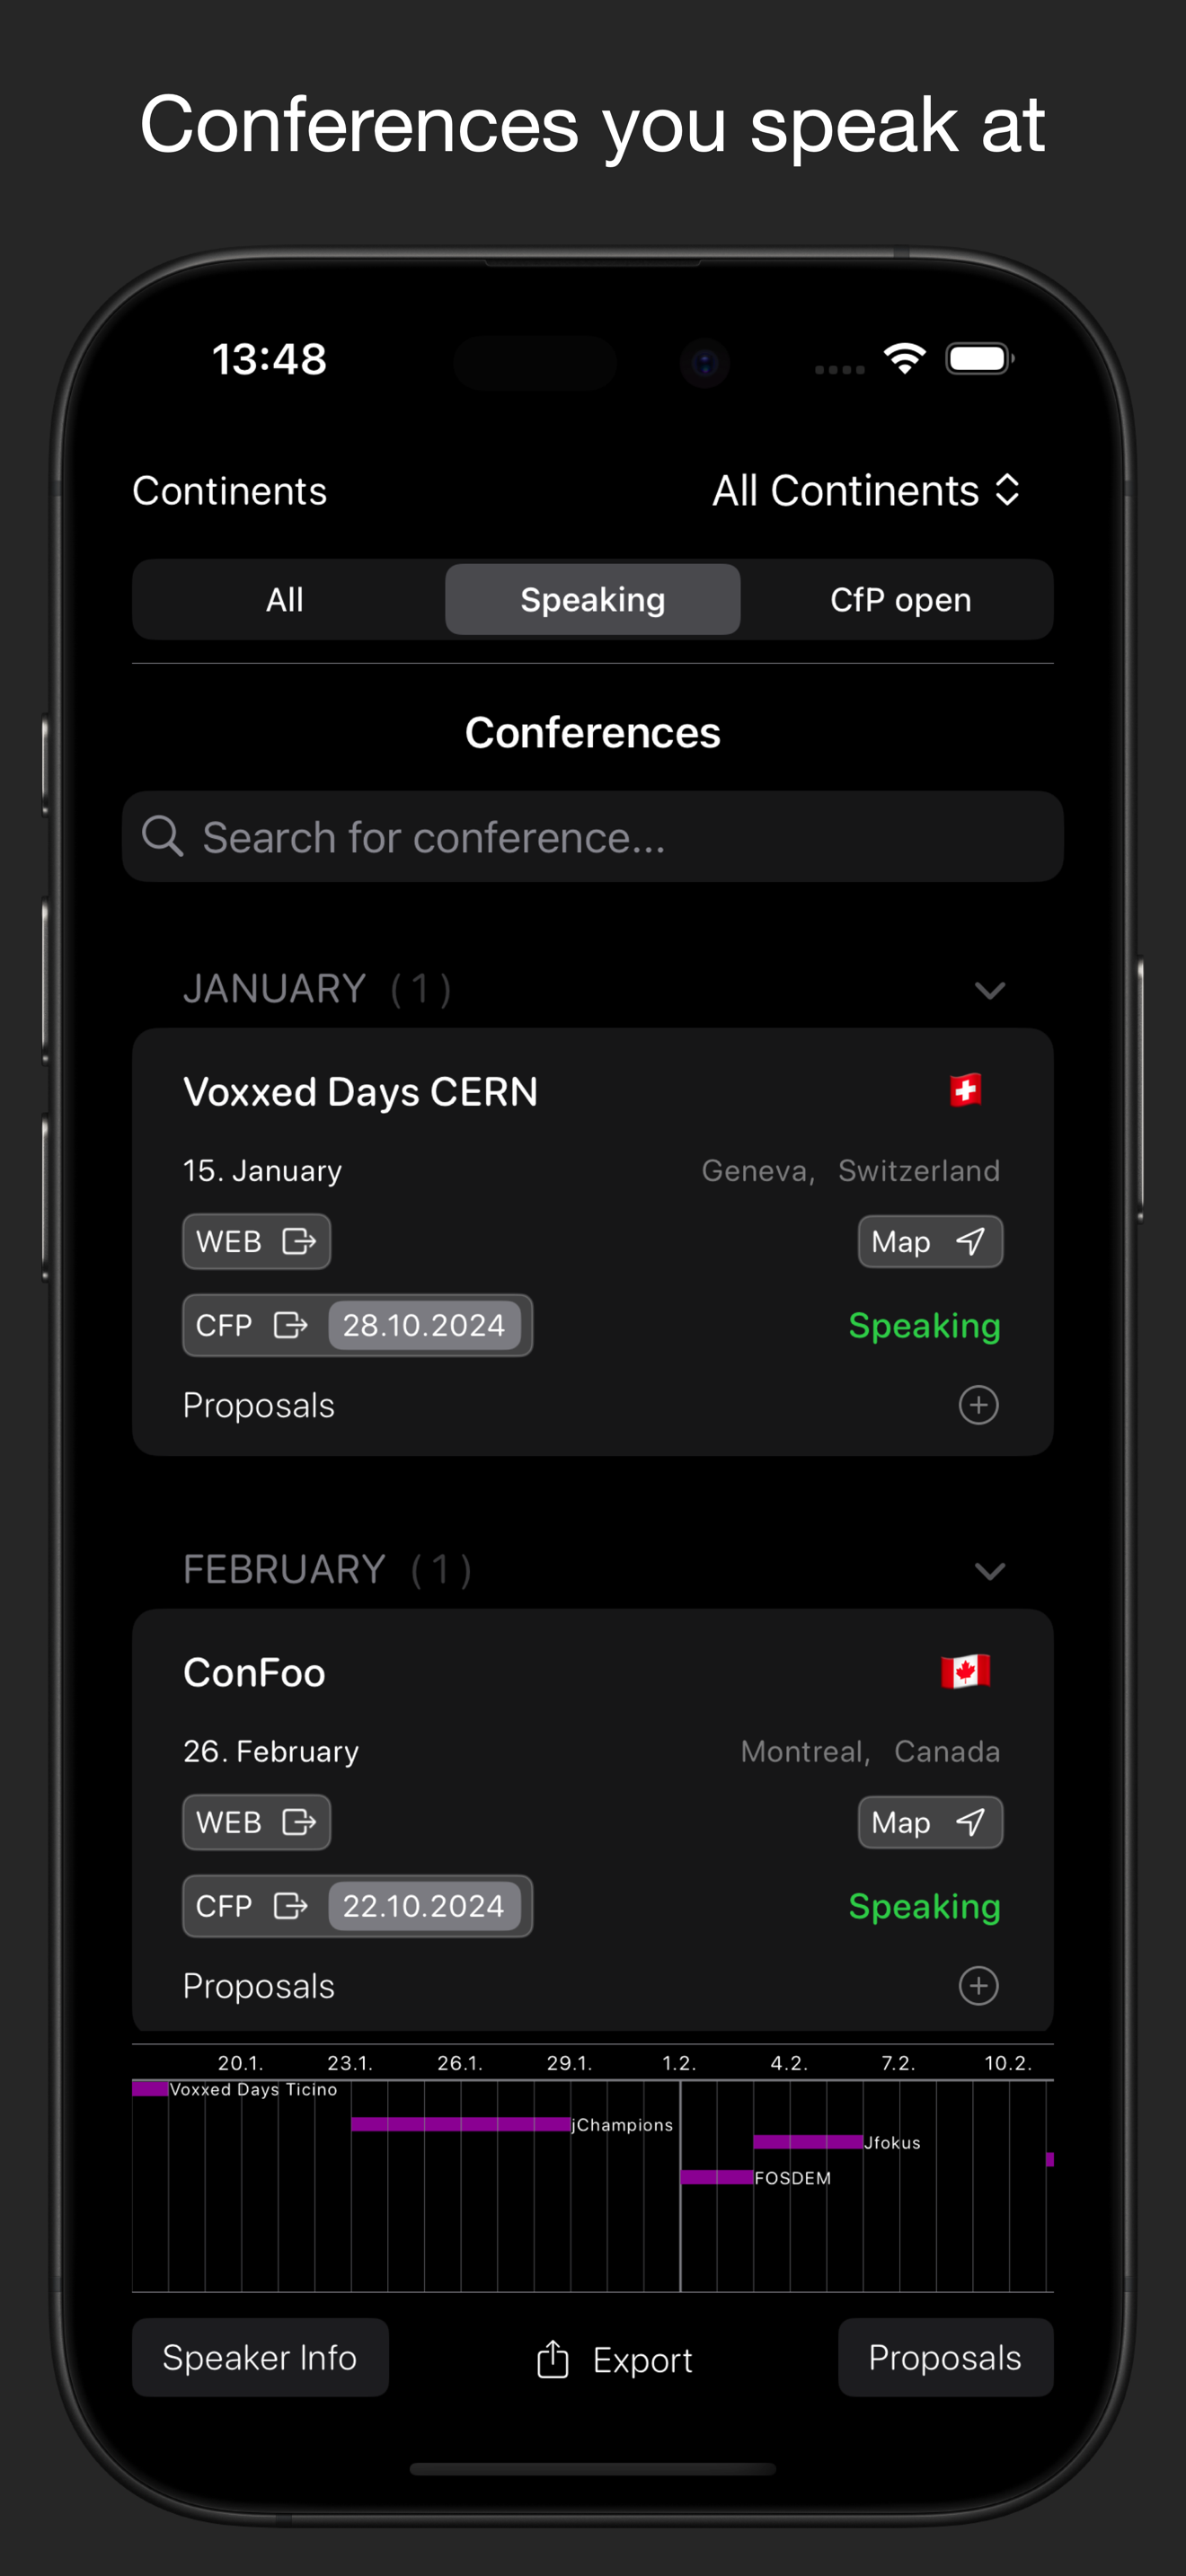 Conferences you speak at
13:48
Continents All Continents
All Speaking CfP open
Conferences
Search for conference...
JANUARY (1)
Voxxed Days CERN
15. January Geneva, Switzerland
WEB Map
CFP 28.10.2024 Speaking
Proposals
FEBRUARY (1)
ConFoo
26. February Montreal, Canada
WEB Map
CFP 22.10.2024 Speaking
Proposals
20.1. 23.1. 26.1. 29.1. 1.2. 4.2. 7.2. 10.2.
Voxxed Days Ticino
jChampions
Jfokus
FOSDEM
Speaker Info Export Proposals